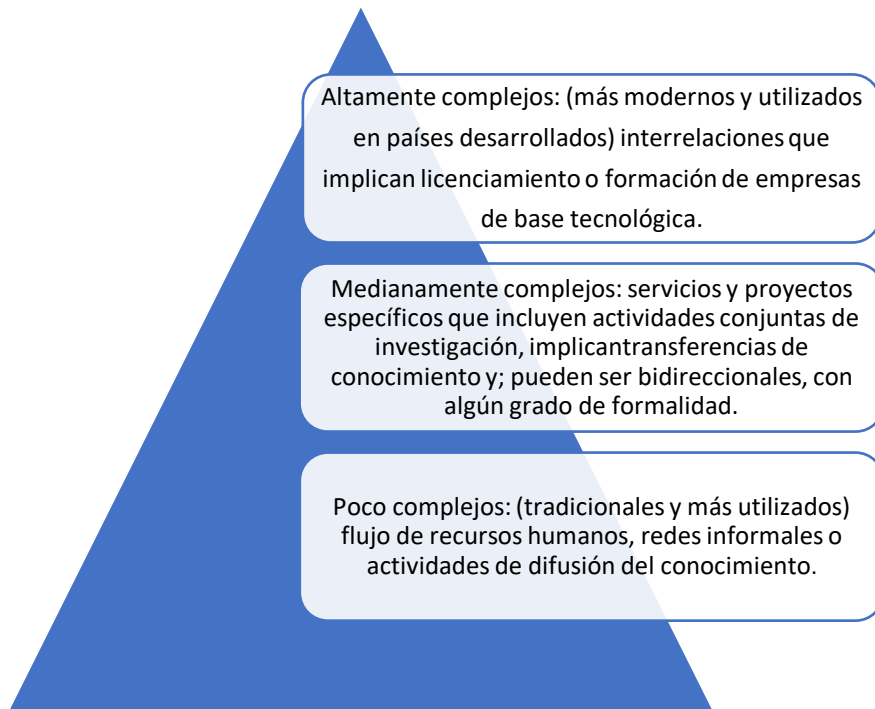 Altamente complejos: (más modernos y utilizados
en países desarrollados) interrelaciones que
implican licenciamiento o formación de empresas
de base tecnológica.
Medianamente complejos: servicios y proyectos
específicos que incluyen actividades conjuntas de
investigación, implicantransferencias de
conocimiento y; pueden ser bidireccionales, con
algún grado de formalidad.
Poco complejos: (tradicionales y más utilizados)
flujo de recursos humanos, redes informales o
actividades de difusión del conocimiento.